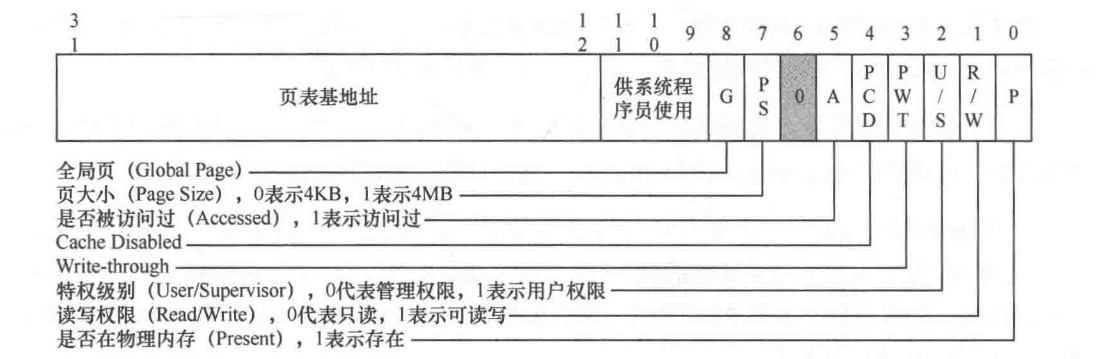 3 1 1 1
1 2 1 0 9 8 7 6 5 4 3 2 1 0
页表基地址 供系统程序员使用 G PS 0 A PCD PWT U/S R/W P
全局页（Global Page）
页大小（Page Size），0表示4KB，1表示4MB
是否被访问过（Accessed），1表示访问过
Cache Disabled
Write-through
特权级别（User/Supervisor），0代表管理权限，1表示用户权限
读写权限（Read/Write），0代表只读，1表示可读写
是否在物理内存（Present），1表示存在